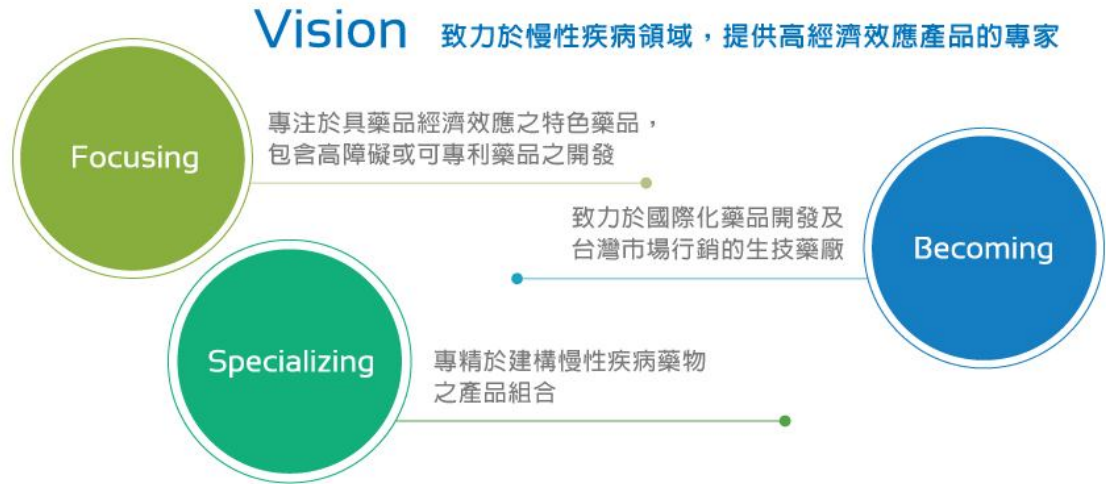 Vision 致力於慢性疾病領域，提供高經濟效應產品的專家
Focusing
專注於具藥品經濟效應之特色藥品，
包含高障礙或可專利藥品之開發
致力於國際化藥品開發及
台灣市場行銷的生技藥廠
Becoming
Specializing
專精於建構慢性疾病藥物
之產品組合